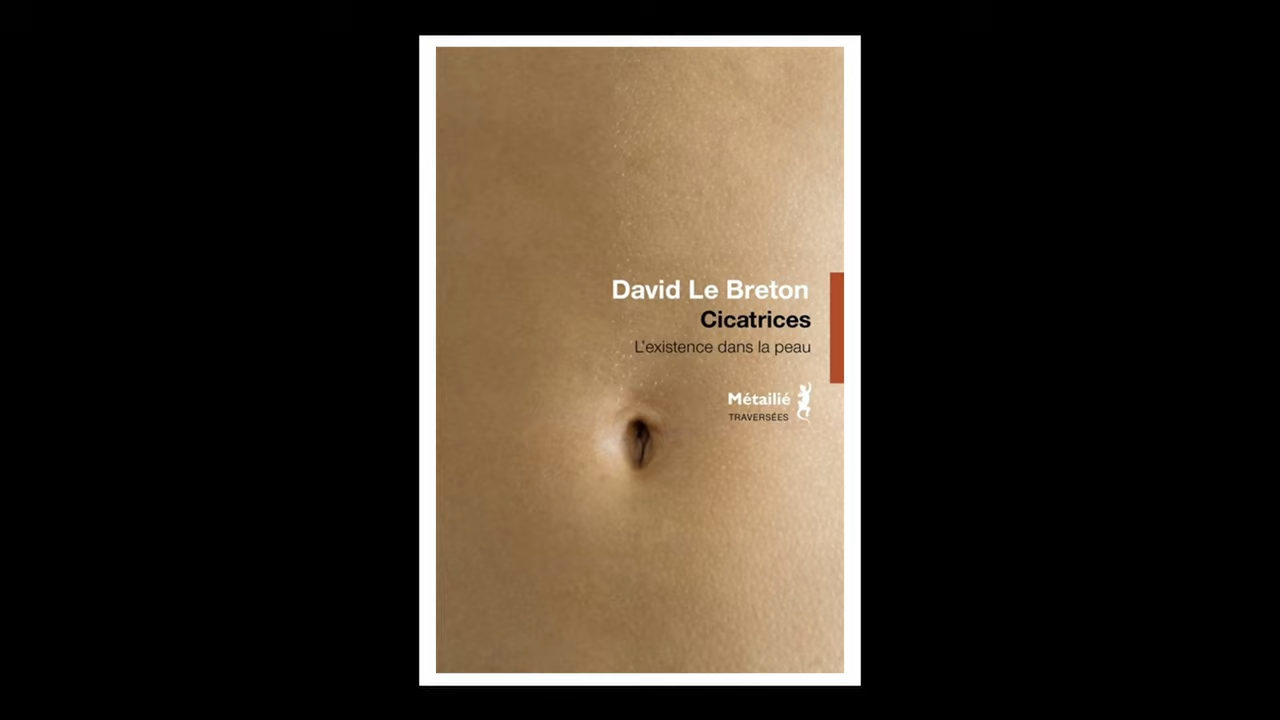 David Le Breton
Cicatrices
L'existence dans la peau
Métailié
TRAVERSÉES